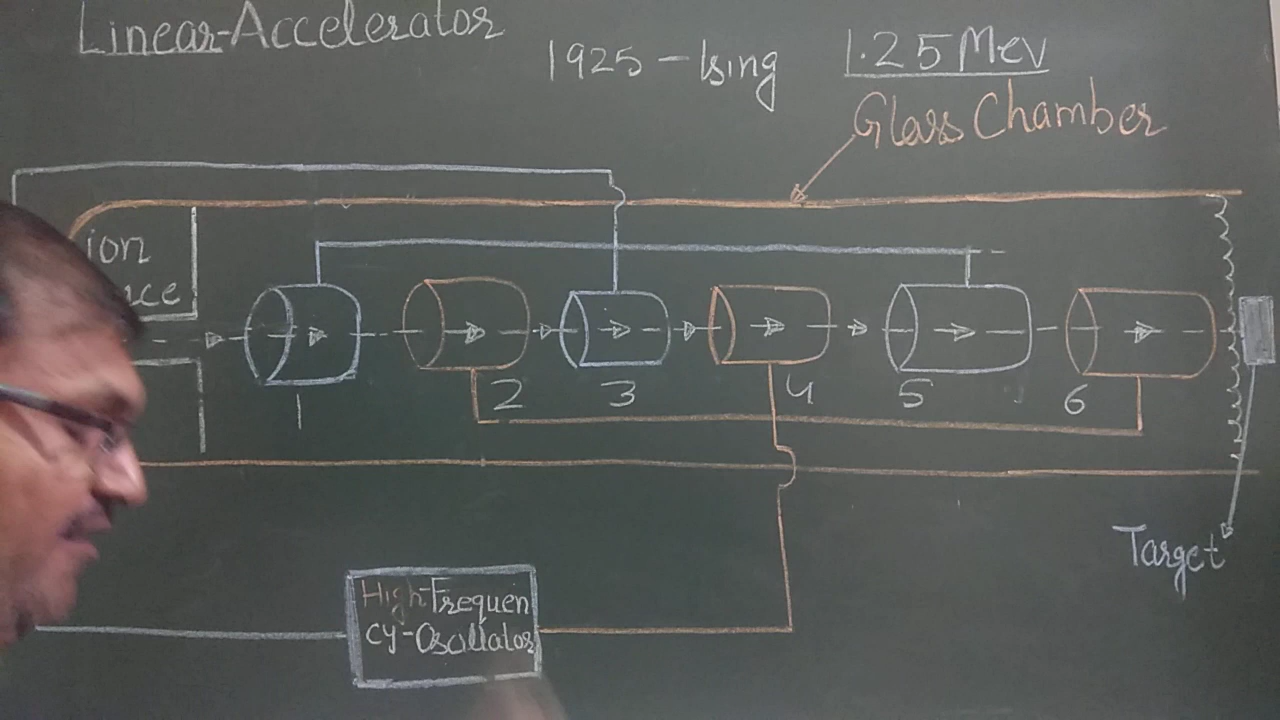 Linear-Accelerator
1925-Ising
1.25 Mev
Glass Chamber
ion
1
2
3
4
5
6
Target
High-Frequen
cy-Oscillator